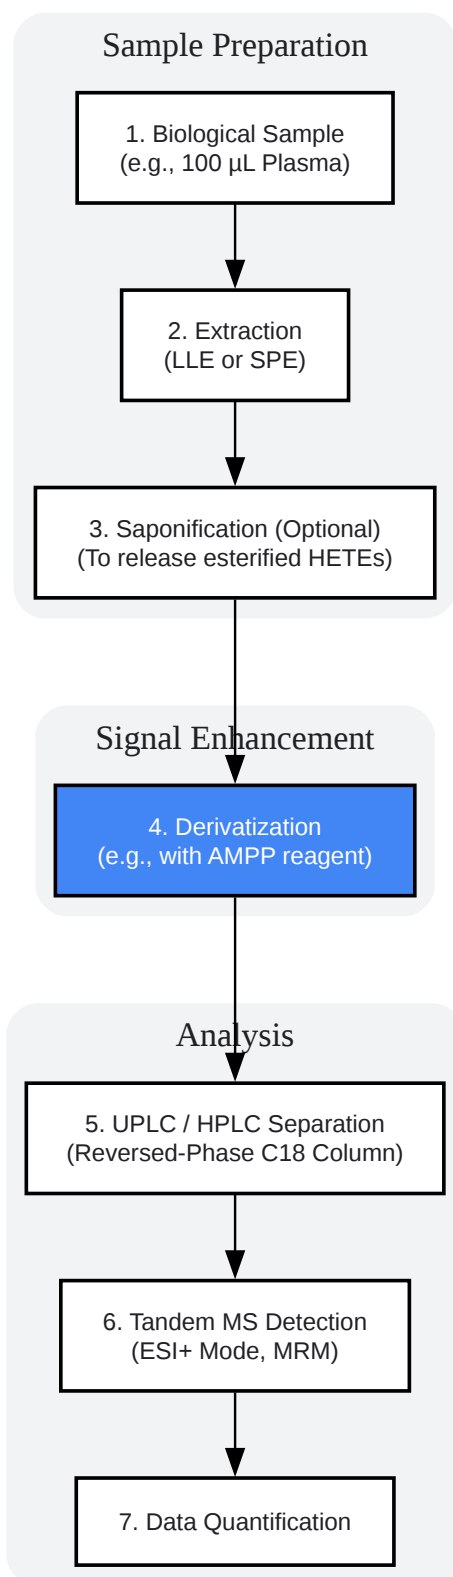 Sample Preparation
1. Biological Sample
(e.g., 100 µL Plasma)
2. Extraction
(LLE or SPE)
3. Saponification (Optional)
(To release esterified HETEs)
Signal Enhancement
4. Derivatization
(e.g., with AMPP reagent)
Analysis
5. UPLC / HPLC Separation
(Reversed-Phase C18 Column)
6. Tandem MS Detection
(ESI+ Mode, MRM)
7. Data Quantification